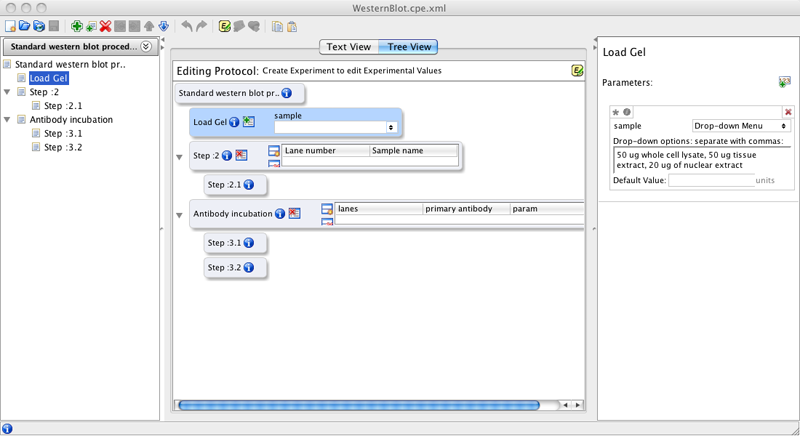 WesternBlot.cpe.xml
Standard western blot proced...
Standard western blot pr..
Load Gel
Step :2
Step :2.1
Antibody incubation
Step :3.1
Step :3.2
Text View
Tree View
Editing Protocol: Create Experiment to edit Experimental Values
Standard western blot pr..
Load Gel
sample
Step :2
Lane number
Sample name
Step :2.1
Antibody incubation
lanes
primary antibody
param
Step :3.1
Step :3.2
Load Gel
Parameters:
sample
Drop-down Menu
Drop-down options: separate with commas:
50 ug whole cell lysate, 50 ug tissue
extract, 20 ug of nuclear extract
Default Value:
units